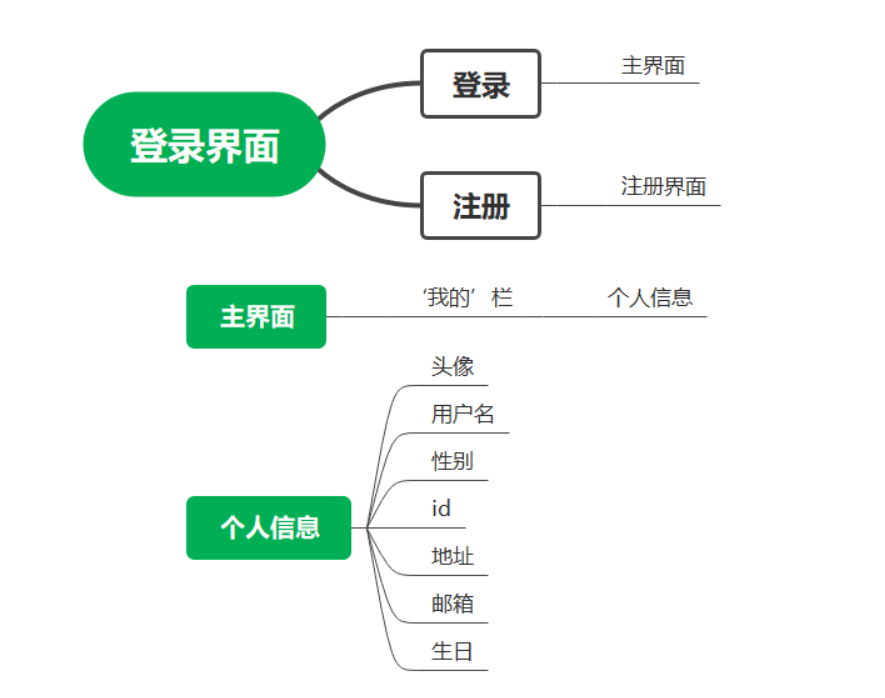 登录界面
登录
主界面
注册
注册界面
主界面
‘我的’栏
个人信息
个人信息
头像
用户名
性别
id
地址
邮箱
生日